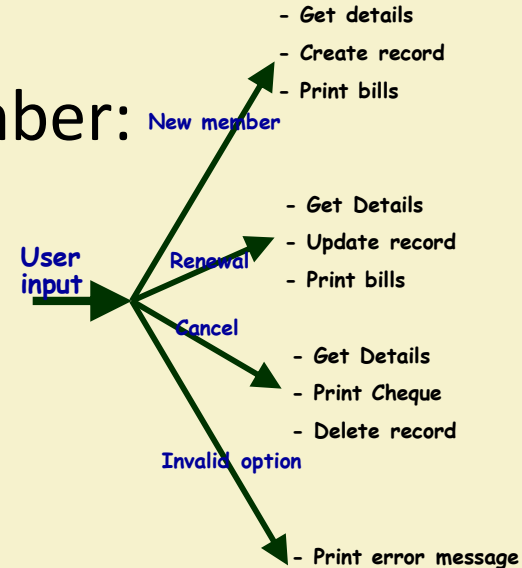 - Get details
- Create record
- Print bills
New member
- Get Details
- Update record
- Print bills
User
input
Renewal
Cancel
- Get Details
- Print Cheque
- Delete record
Invalid option
- Print error message